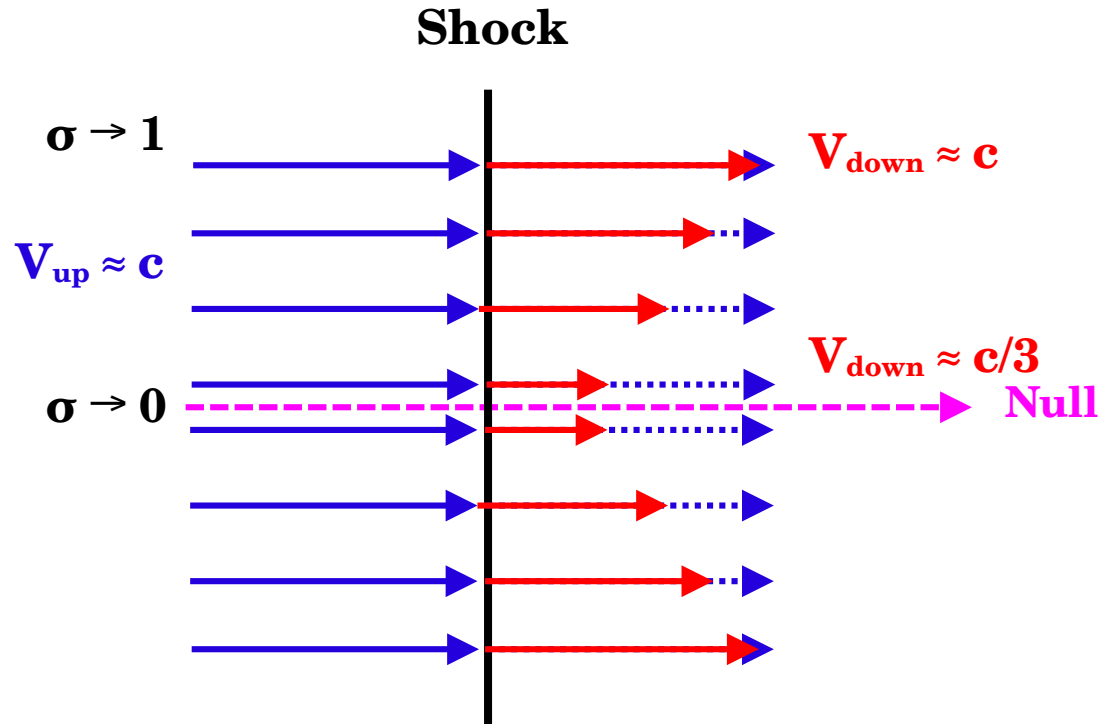 Shock
σ → 1
V_down ≈ c
V_up ≈ c
V_down ≈ c/3
σ → 0
Null